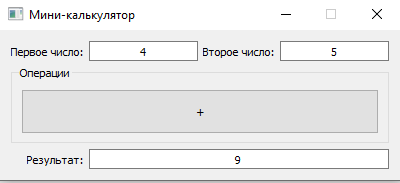 Мини-калькулятор
Первое число: 4 Второе число: 5
Операции
+
Результат: 9